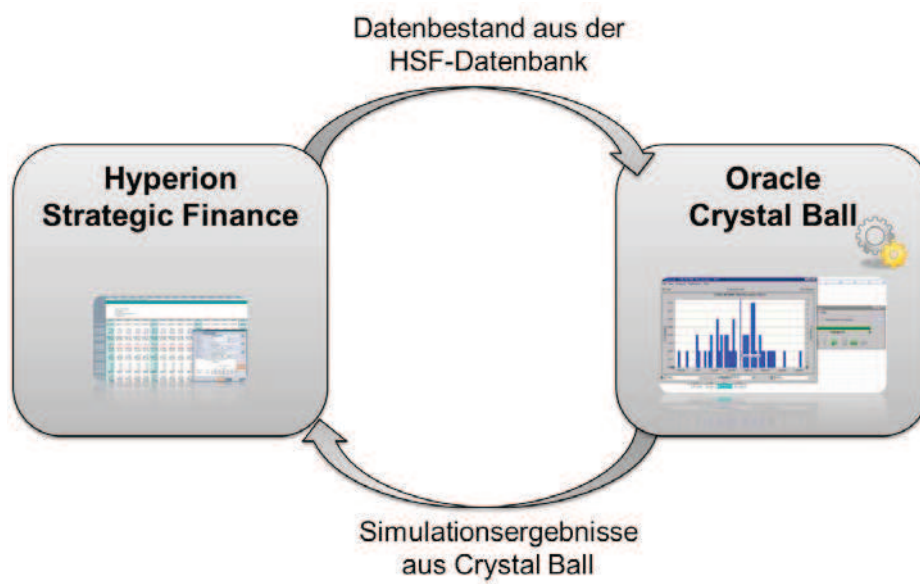 Datenbestand aus der
HSF-Datenbank
Hyperion
Strategic Finance
Oracle
Crystal Ball
Simulationsergebnisse
aus Crystal Ball